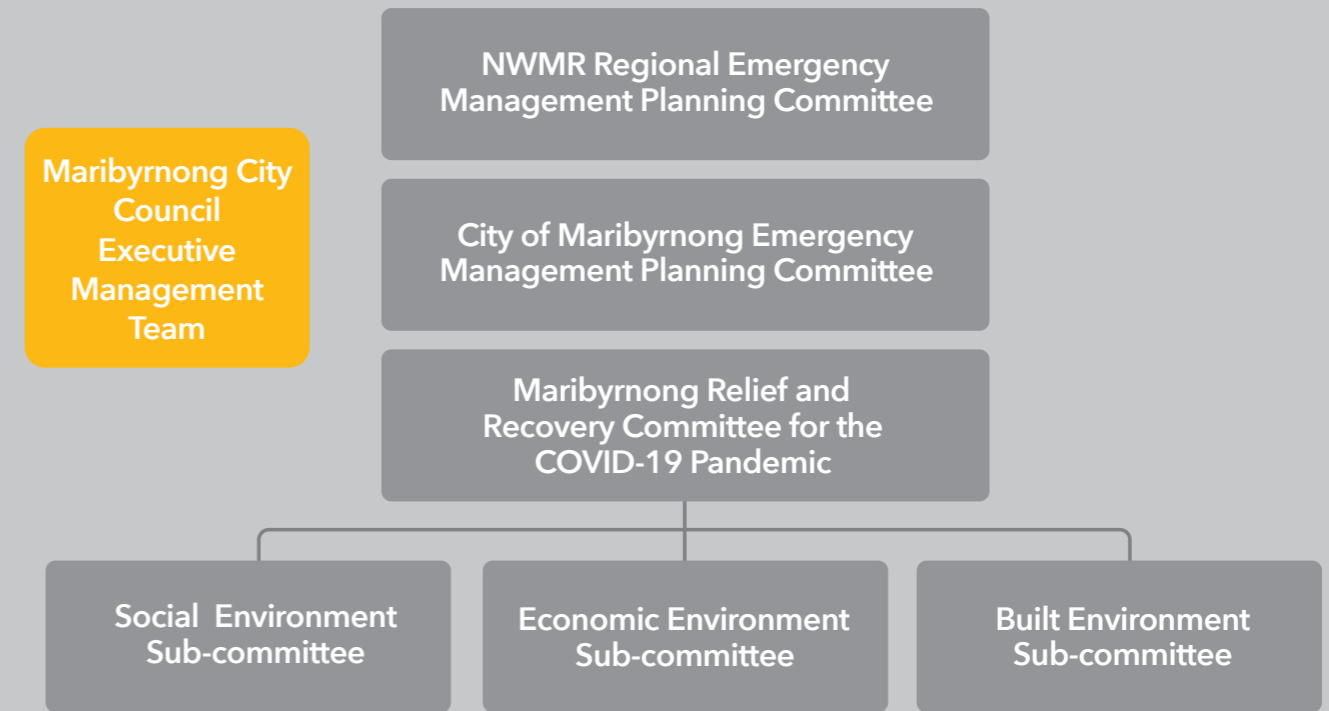 NWMR Regional Emergency
Management Planning Committee
Maribyrnong City
Council
Executive
Management
Team
City of Maribyrnong Emergency
Management Planning Committee
Maribyrnong Relief and
Recovery Committee for the
COVID-19 Pandemic
Social Environment
Sub-committee
Economic Environment
Sub-committee
Built Environment
Sub-committee